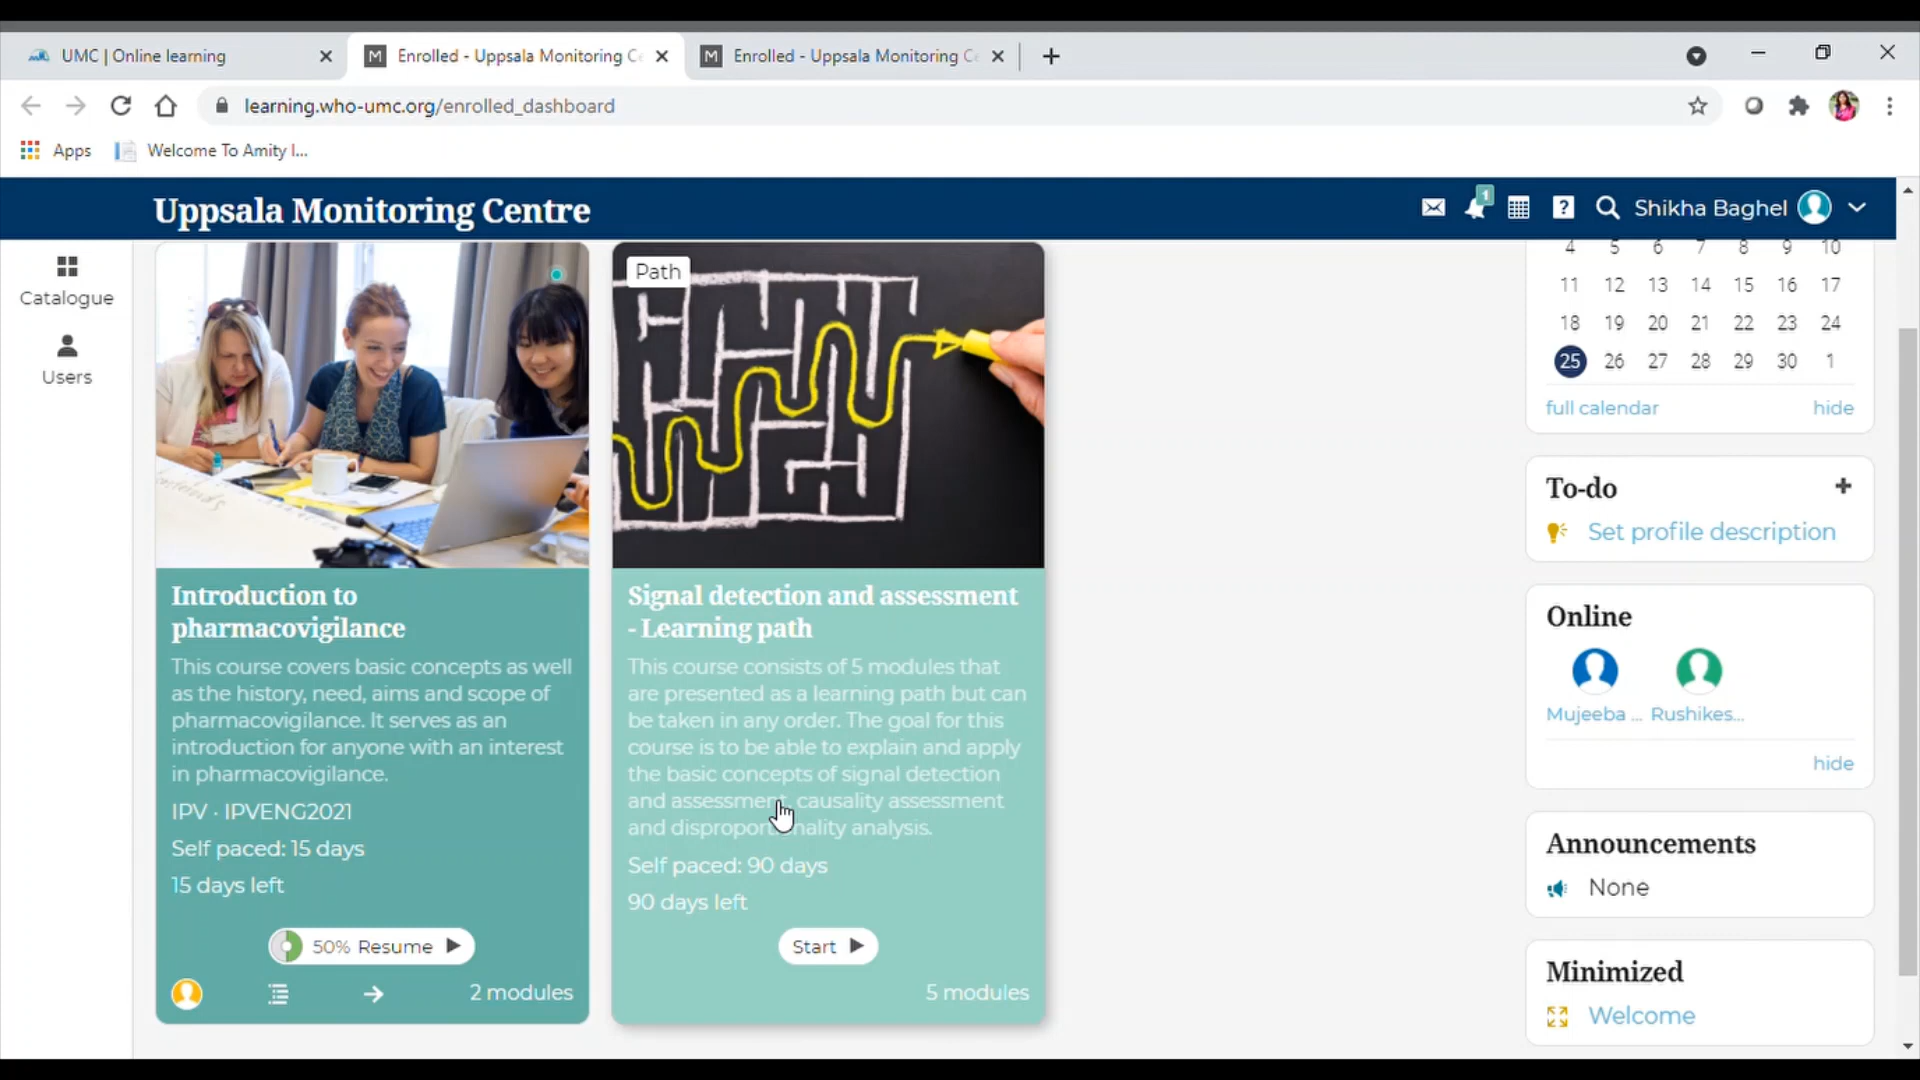 UMC | Online learning
Enrolled - Uppsala Monitoring Ce
Enrolled - Uppsala Monitoring Ce
learning.who-umc.org/enrolled_dashboard
Apps
Welcome To Amity I...
Uppsala Monitoring Centre
1
Shikha Baghel
Catalogue
Users
Path
Introduction to
pharmacovigilance
This course covers basic concepts as well
as the history, need, aims and scope of
pharmacovigilance. It serves as an
introduction for anyone with an interest
in pharmacovigilance.
IPV · IPVENG2021
Self paced: 15 days
15 days left
50% Resume
2 modules
Signal detection and assessment
- Learning path
This course consists of 5 modules that
are presented as a learning path but can
be taken in any order. The goal for this
course is to be able to explain and apply
the basic concepts of signal detection
and assessment, causality assessment
and disproportionality analysis.
Self paced: 90 days
90 days left
Start
5 modules
4 5 6 7 8 9 10
11 12 13 14 15 16 17
18 19 20 21 22 23 24
25 26 27 28 29 30 1
full calendar hide
To-do
Set profile description
Online
Mujeeba ... Rushikes...
hide
Announcements
None
Minimized
Welcome